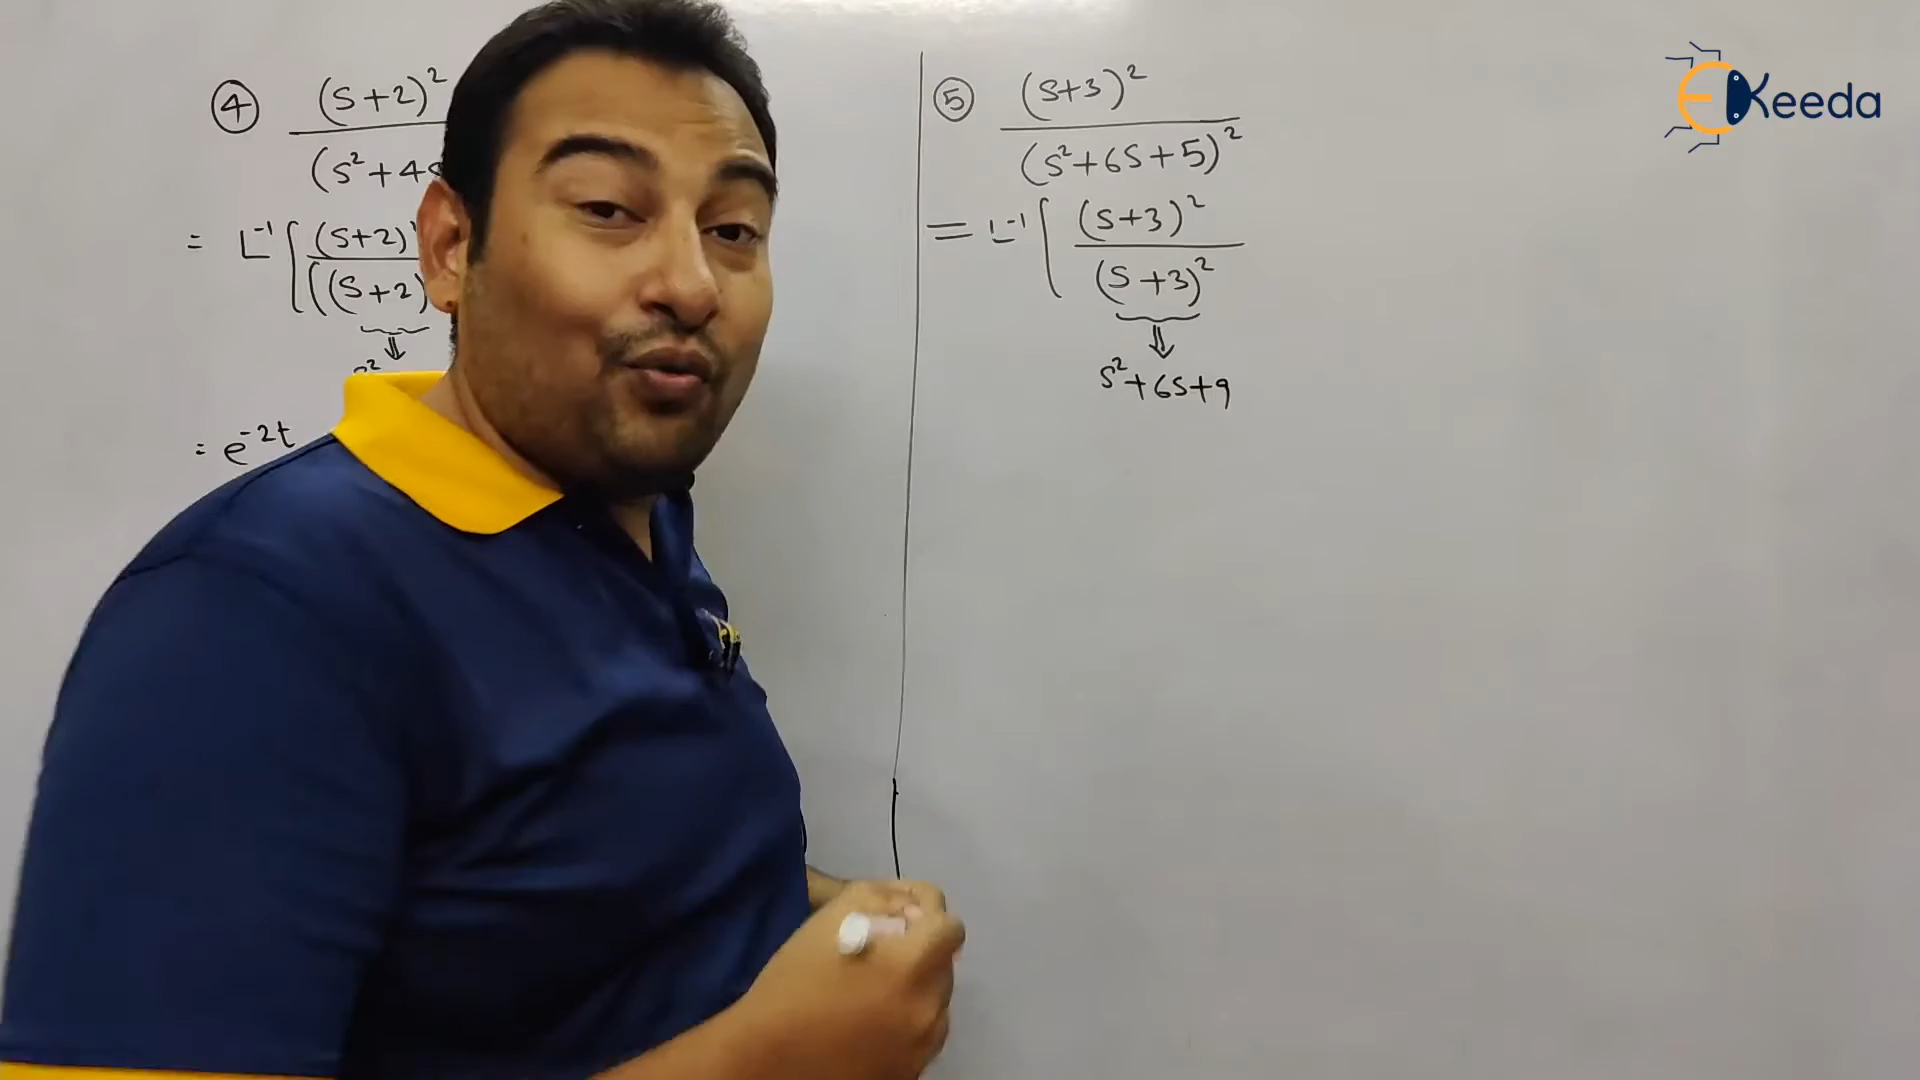 ④ (S+2)²
(S²+4S
= L⁻¹{ (S+2)
((S+2)
⇓
= e⁻²ᵗ
⑤ (S+3)²
(S²+6S+5)²
= L⁻¹{ (S+3)²
(S+3)²
⇓
S²+6S+9
EKeeda